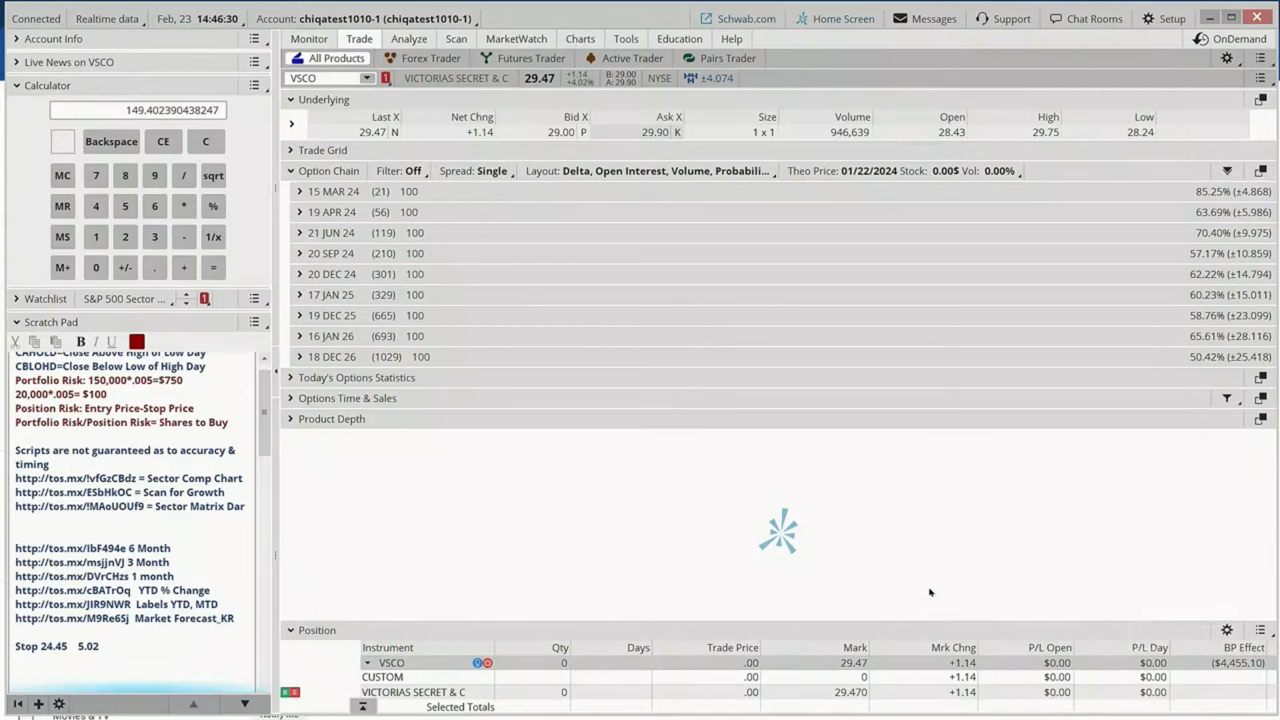 Connected Realtime data Feb, 23 14:46:30 Account: chiqatest1010-1 (chiqatest1010-1) Schwab.com Home Screen Messages Support Chat Rooms Setup
Account Info
Live News on VSCO
Calculator
149.402390438247
Backspace CE C
MC 7 8 9 / sqrt
MR 4 5 6 * %
MS 1 2 3 - 1/x
M+ 0 +/- . + =
Watchlist S&P 500 Sector ... 1
Scratch Pad
B I U
CAHOLD=Close Above High of Low Day
CBLOHD=Close Below Low of High Day
Portfolio Risk: 150,000*.005=$750
20,000*.005= $100
Position Risk: Entry Price-Stop Price
Portfolio Risk/Position Risk= Shares to Buy
Scripts are not guaranteed as to accuracy &
timing
http://tos.mx/!vfGzCBdz = Sector Comp Chart
http://tos.mx/ESbHkOC = Scan for Growth
http://tos.mx/!MAoUOUf9 = Sector Matrix Dar
http://tos.mx/IbF494e 6 Month
http://tos.mx/msjjnVJ 3 Month
http://tos.mx/DVrCHzs 1 month
http://tos.mx/cBATrOq YTD % Change
http://tos.mx/JIR9NWR Labels YTD, MTD
http://tos.mx/M9Re6Sj Market Forecast_KR
Stop 24.45 5.02
Monitor Trade Analyze Scan MarketWatch Charts Tools Education Help OnDemand
All Products Forex Trader Futures Trader Active Trader Pairs Trader
VSCO 1 VICTORIAS SECRET & C 29.47 +1.14 +4.02% B: 29.00 A: 29.90 NYSE ±4.074
Underlying
Last X Net Chng Bid X Ask X Size Volume Open High Low
29.47 N +1.14 29.00 P 29.90 K 1 x 1 946,639 28.43 29.75 28.24
Trade Grid
Option Chain Filter: Off Spread: Single Layout: Delta, Open Interest, Volume, Probabili... Theo Price: 01/22/2024 Stock: 0.00$ Vol: 0.00%
15 MAR 24 (21) 100 85.25% (±4.868)
19 APR 24 (56) 100 63.69% (±5.986)
21 JUN 24 (119) 100 70.40% (±9.975)
20 SEP 24 (210) 100 57.17% (±10.859)
20 DEC 24 (301) 100 62.22% (±14.794)
17 JAN 25 (329) 100 60.23% (±15.011)
19 DEC 25 (665) 100 58.76% (±23.099)
16 JAN 26 (693) 100 65.61% (±28.116)
18 DEC 26 (1029) 100 50.42% (±25.418)
Today's Options Statistics
Options Time & Sales
Product Depth
Position
Instrument Qty Days Trade Price Mark Mrk Chng P/L Open P/L Day BP Effect
VSCO 0 .00 29.47 +1.14 $0.00 $0.00 ($4,455.10)
CUSTOM .00 0 +1.14 $0.00 $0.00
B S VICTORIAS SECRET & C 0 .00 29.470 +1.14 $0.00 $0.00
Selected Totals